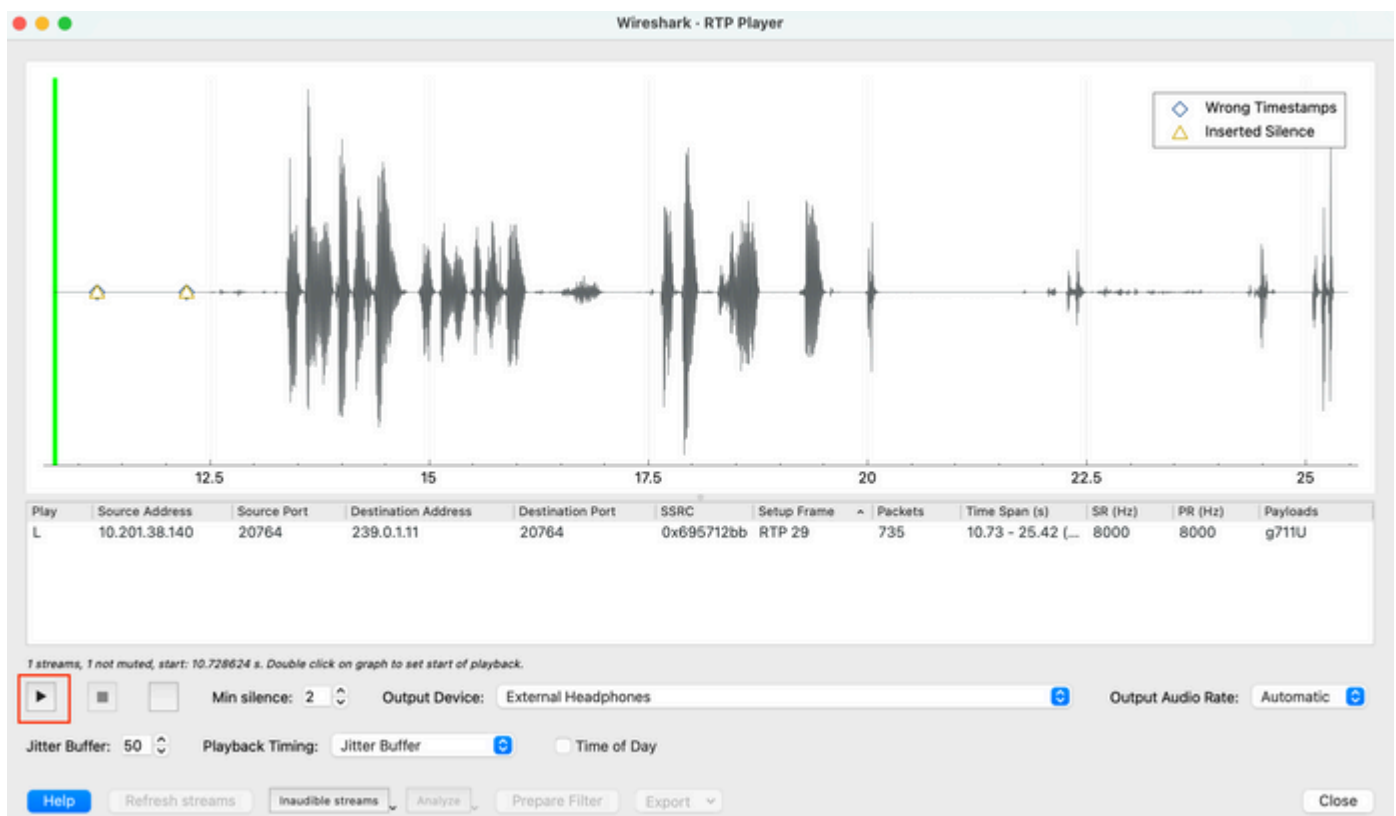 Wireshark - RTP Player
Wrong Timestamps
Inserted Silence
12.5 15 17.5 20 22.5 25
Play Source Address Source Port Destination Address Destination Port SSRC Setup Frame Packets Time Span (s) SR (Hz) PR (Hz) Payloads
L 10.201.38.140 20764 239.0.1.11 20764 0x695712bb RTP 29 735 10.73 - 25.42 (... 8000 8000 g711U
1 streams, 1 not muted, start: 10.728624 s. Double click on graph to set start of playback.
Min silence: 2 Output Device: External Headphones Output Audio Rate: Automatic
Jitter Buffer: 50 Playback Timing: Jitter Buffer Time of Day
Help Refresh streams Inaudible streams Analyze Prepare Filter Export Close